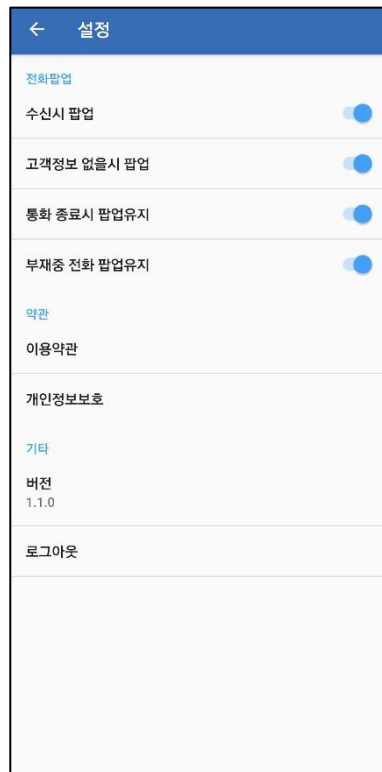 설정
전화팝업
수신시 팝업
고객정보 없을시 팝업
통화 종료시 팝업유지
부재중 전화 팝업유지
약관
이용약관
개인정보보호
기타
버전
1.1.0
로그아웃